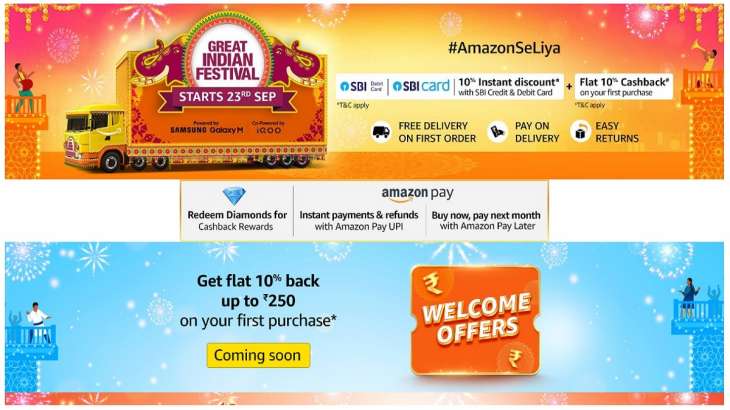 GREAT
INDIAN
FESTIVAL
STARTS 23RD SEP
Powered by
SAMSUNG Galaxy M
Co-Powered by
iQOO
#AmazonSeLiya
SBI Debit Card
SBI card
10% Instant discount*
with SBI Credit & Debit Card
+
Flat 10% Cashback*
on your first purchase
*T&C apply
*T&C apply
FREE DELIVERY
ON FIRST ORDER
PAY ON
DELIVERY
EASY
RETURNS
Redeem Diamonds for
Cashback Rewards
amazon pay
Instant payments & refunds
with Amazon Pay UPI
Buy now, pay next month
with Amazon Pay Later
Get flat 10% back
up to ₹250
on your first purchase*
Coming soon
₹
WELCOME
OFFERS
₹